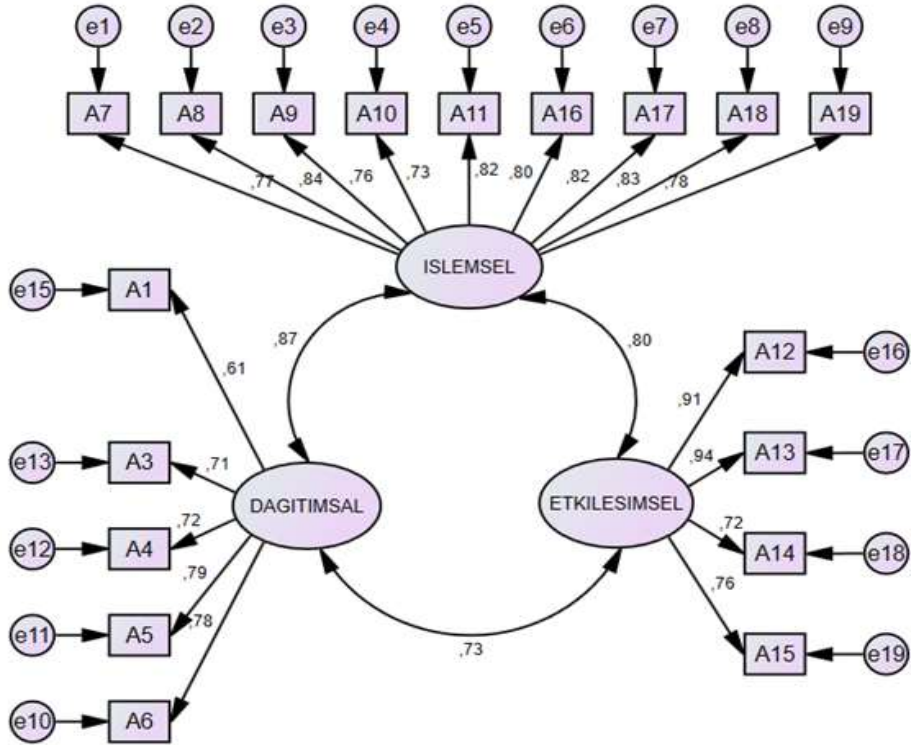 e1 e2 e3 e4 e5 e6 e7 e8 e9
A7 A8 A9 A10 A11 A16 A17 A18 A19
,77 ,84 ,76 ,73 ,82 ,80 ,82 ,83 ,78
ISLEMSEL
e15 A1
,87 ,80
,61
A12 e16
,91
e13 A3 ,71
,94 A13 e17
DAGITIMSAL ETKILESIMSEL
e12 A4 ,72
,72 A14 e18
,79
e11 A5 ,78
,76
,73
A15 e19
e10 A6